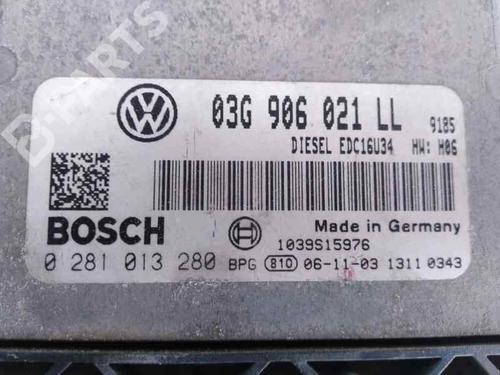 B-PARTS
03G 906 021 LL 9185
DIESEL EDC16U34 HW: H06
BOSCH
Made in Germany
1039S15976
0 281 013 280 BPG 810 06-11-03 1311 0343